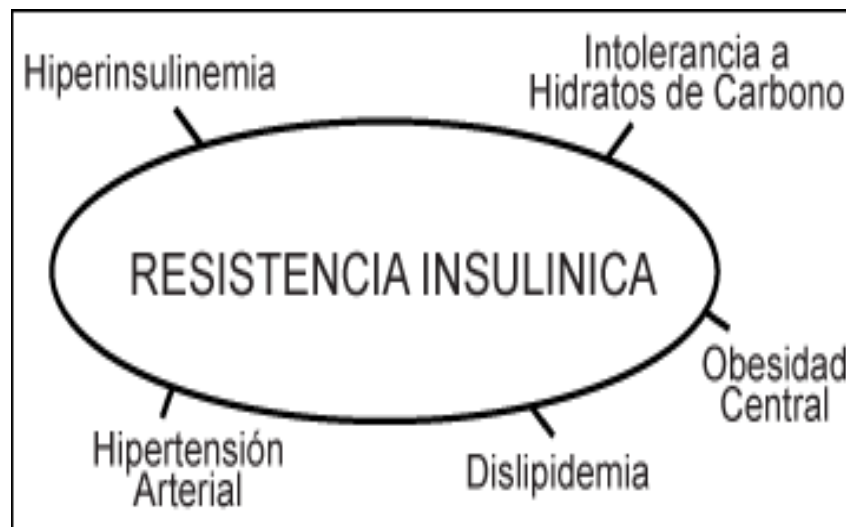 Hiperinsulinemia
Intolerancia a
Hidratos de Carbono
RESISTENCIA INSULINICA
Obesidad
Central
Hipertensión
Arterial
Dislipidemia